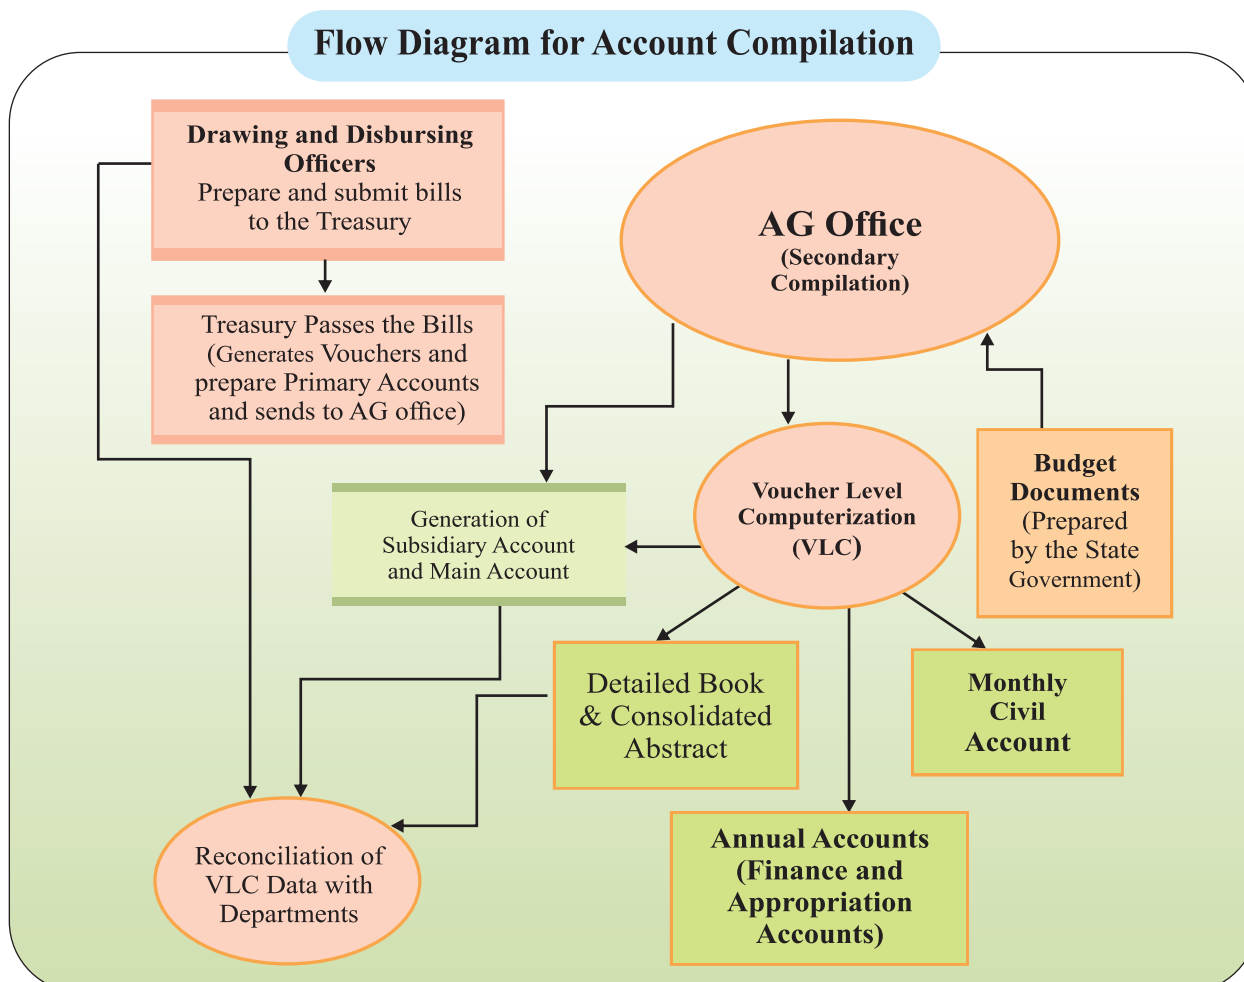 Flow Diagram for Account Compilation
Drawing and Disbursing
Officers
Prepare and submit bills
to the Treasury
Treasury Passes the Bills
(Generates Vouchers and
prepare Primary Accounts
and sends to AG office)
AG Office
(Secondary
Compilation)
Budget
Documents
(Prepared
by the State
Government)
Voucher Level
Computerization
(VLC)
Generation of
Subsidiary Account
and Main Account
Detailed Book
& Consolidated
Abstract
Monthly
Civil
Account
Reconciliation of
VLC Data with
Departments
Annual Accounts
(Finance and
Appropriation
Accounts)